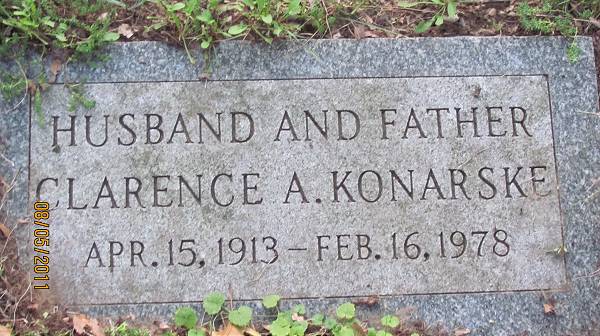 HUSBAND AND FATHER
CLARENCE A. KONARSKE
APR. 15, 1913 – FEB. 16, 1978
08/05/2011